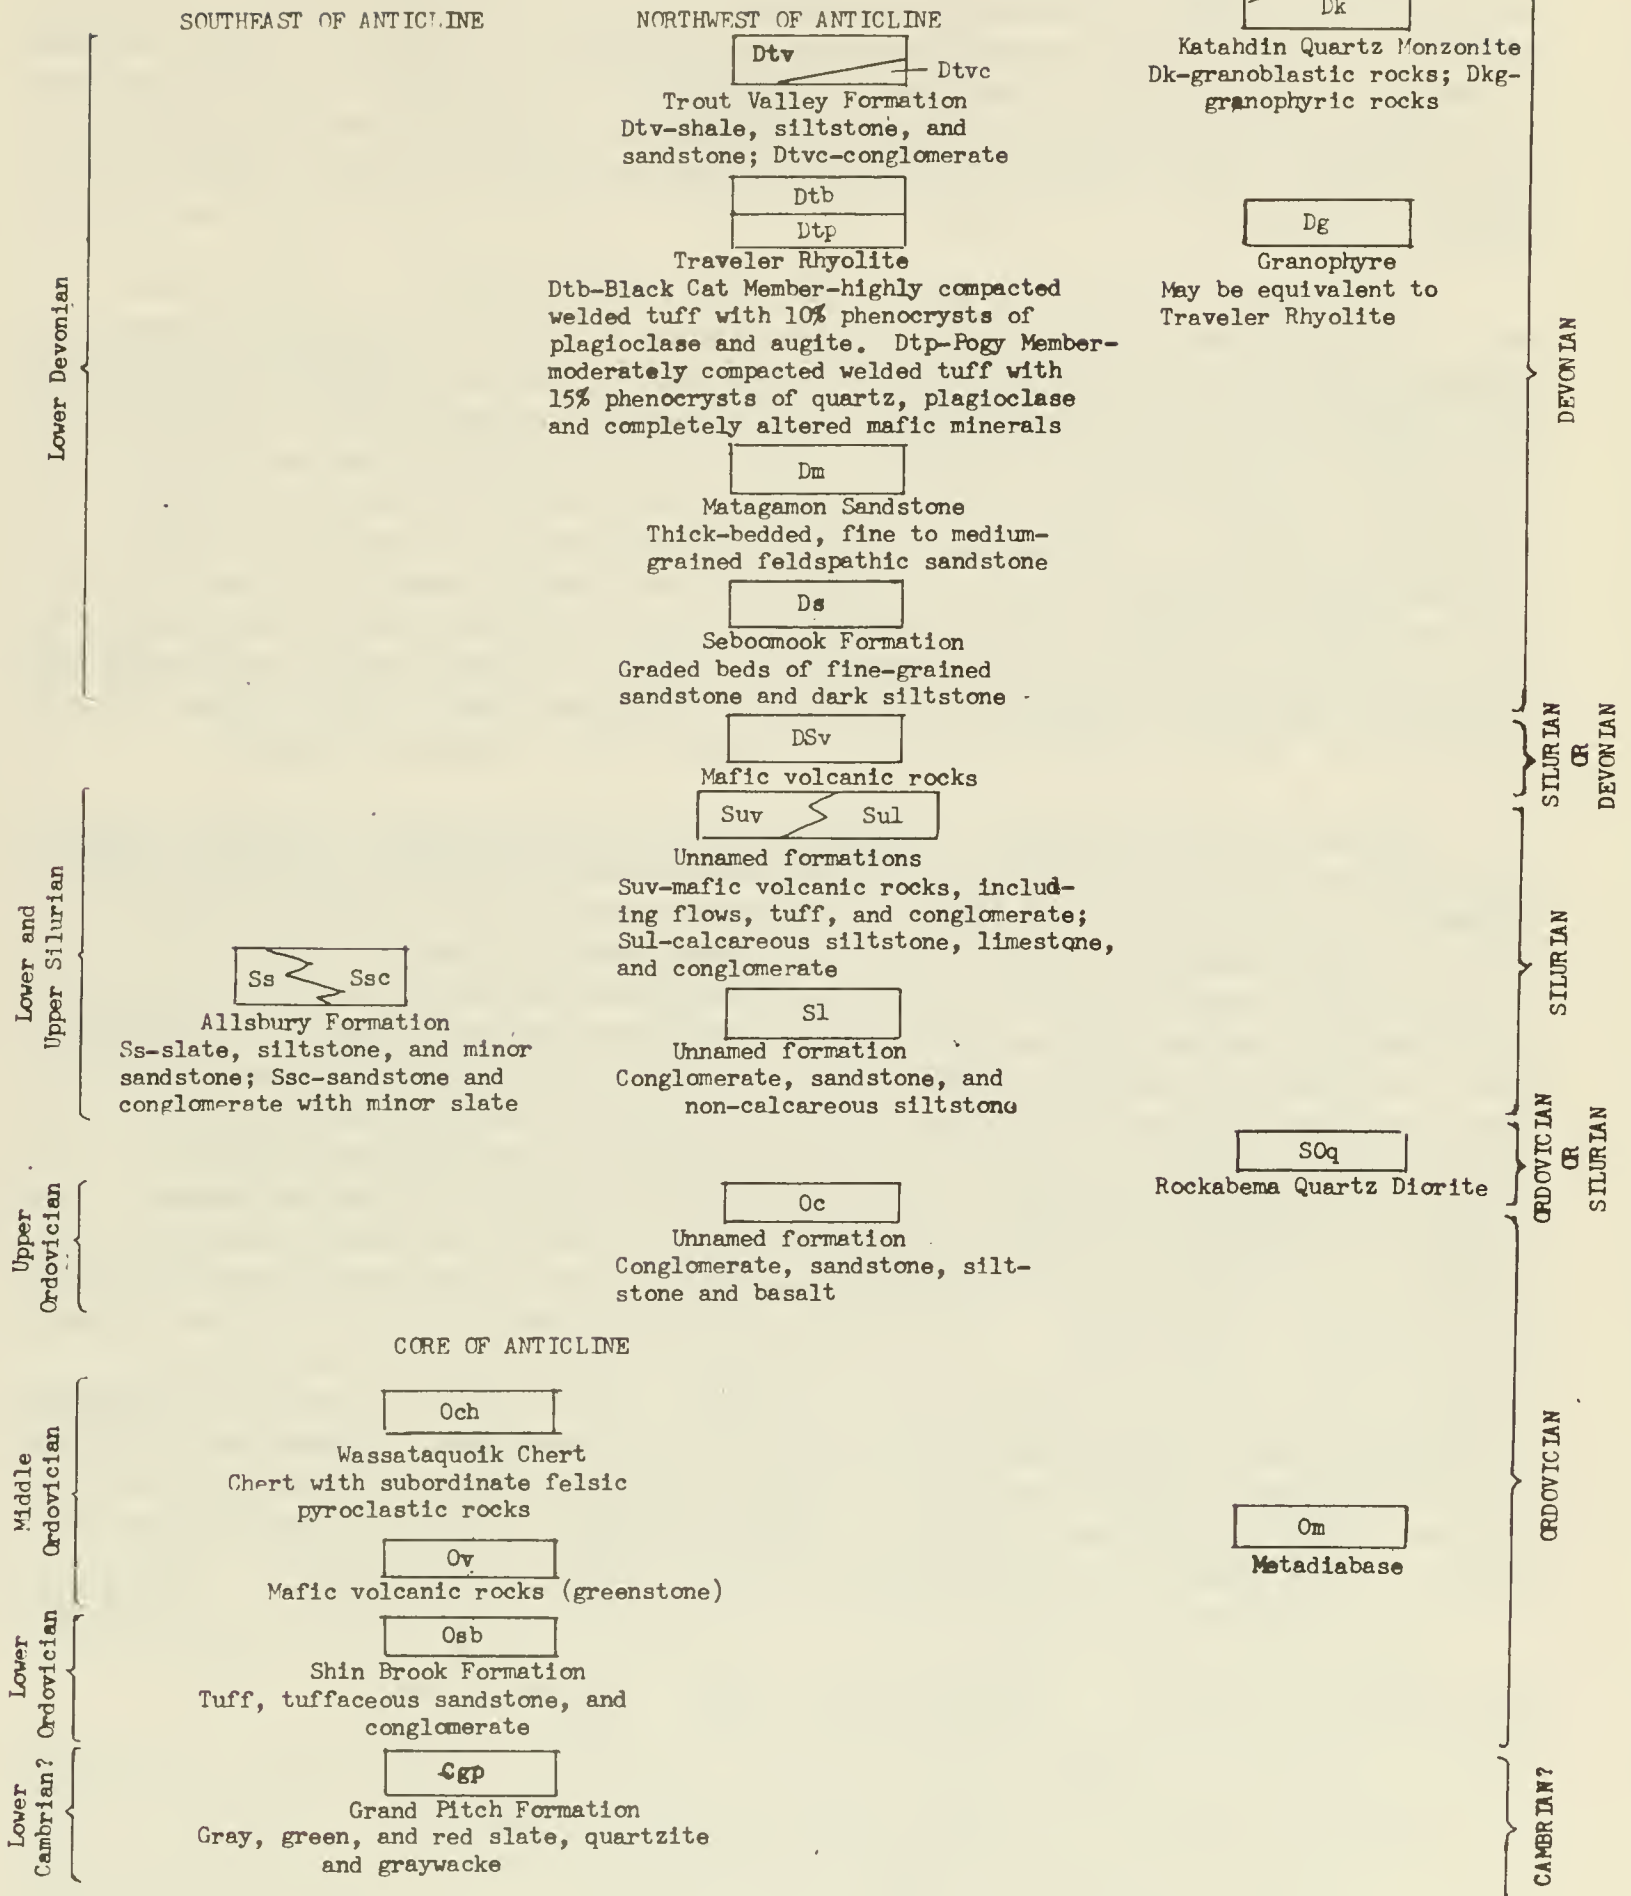 SOUTHEAST OF ANTICLINE
NORTHWEST OF ANTICLINE
Dk
Katahdin Quartz Monzonite
Dk-granoblastic rocks; Dkg-
granophyric rocks
Dtv
Dtvc
Trout Valley Formation
Dtv-shale, siltstone, and
sandstone; Dtvc-conglomerate
Dtb
Dtp
Traveler Rhyolite
Dtb-Black Cat Member-highly compacted
welded tuff with 10% phenocrysts of
plagioclase and augite. Dtp-Pogy Member-
moderately compacted welded tuff with
15% phenocrysts of quartz, plagioclase
and completely altered mafic minerals
Dg
Granophyre
May be equivalent to
Traveler Rhyolite
Lower Devonian
DEVONIAN
Dm
Matagamon Sandstone
Thick-bedded, fine to medium-
grained feldspathic sandstone
Ds
Seboomook Formation
Graded beds of fine-grained
sandstone and dark siltstone
DSv
Mafic volcanic rocks
SILURIAN
OR
DEVONIAN
Suv
Sul
Unnamed formations
Suv-mafic volcanic rocks, includ-
ing flows, tuff, and conglomerate;
Sul-calcareous siltstone, limestone,
and conglomerate
Lower and
Upper Silurian
SILURIAN
Ss
Ssc
Allsbury Formation
Ss-slate, siltstone, and minor
sandstone; Ssc-sandstone and
conglomerate with minor slate
Sl
Unnamed formation
Conglomerate, sandstone, and
non-calcareous siltstone
SOq
Rockabema Quartz Diorite
ORDOVICIAN
OR
SILURIAN
Upper
Ordovician
Oc
Unnamed formation
Conglomerate, sandstone, silt-
stone and basalt
CORE OF ANTICLINE
Middle
Ordovician
Och
Wassataquoik Chert
Chert with subordinate felsic
pyroclastic rocks
Ov
Mafic volcanic rocks (greenstone)
Om
Metadiabase
ORDOVICIAN
Lower
Ordovician
Osb
Shin Brook Formation
Tuff, tuffaceous sandstone, and
conglomerate
Lower
Cambrian?
Cgp
Grand Pitch Formation
Gray, green, and red slate, quartzite
and graywacke
CAMBRIAN?